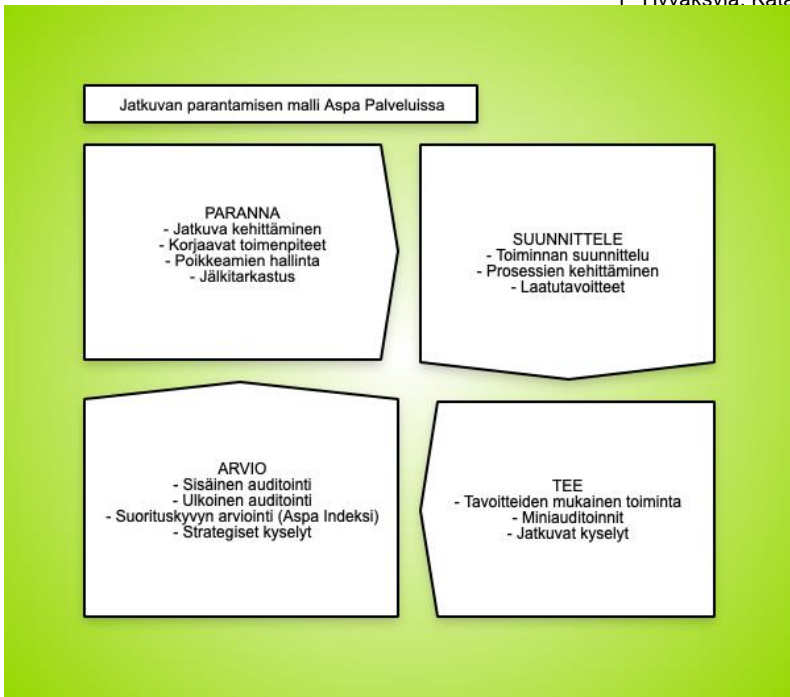 Jatkuvan parantamisen malli Aspa Palveluissa
PARANNA
- Jatkuva kehittäminen
- Korjaavat toimenpiteet
- Poikkeamien hallinta
- Jälkitarkastus
SUUNNITTELE
- Toiminnan suunnittelu
- Prosessien kehittäminen
- Laatutavoitteet
ARVIO
- Sisäinen auditointi
- Ulkoinen auditointi
- Suorituskyvyn arviointi (Aspa Indeksi)
- Strategiset kyselyt
TEE
- Tavoitteiden mukainen toiminta
- Miniauditoinnit
- Jatkuvat kyselyt